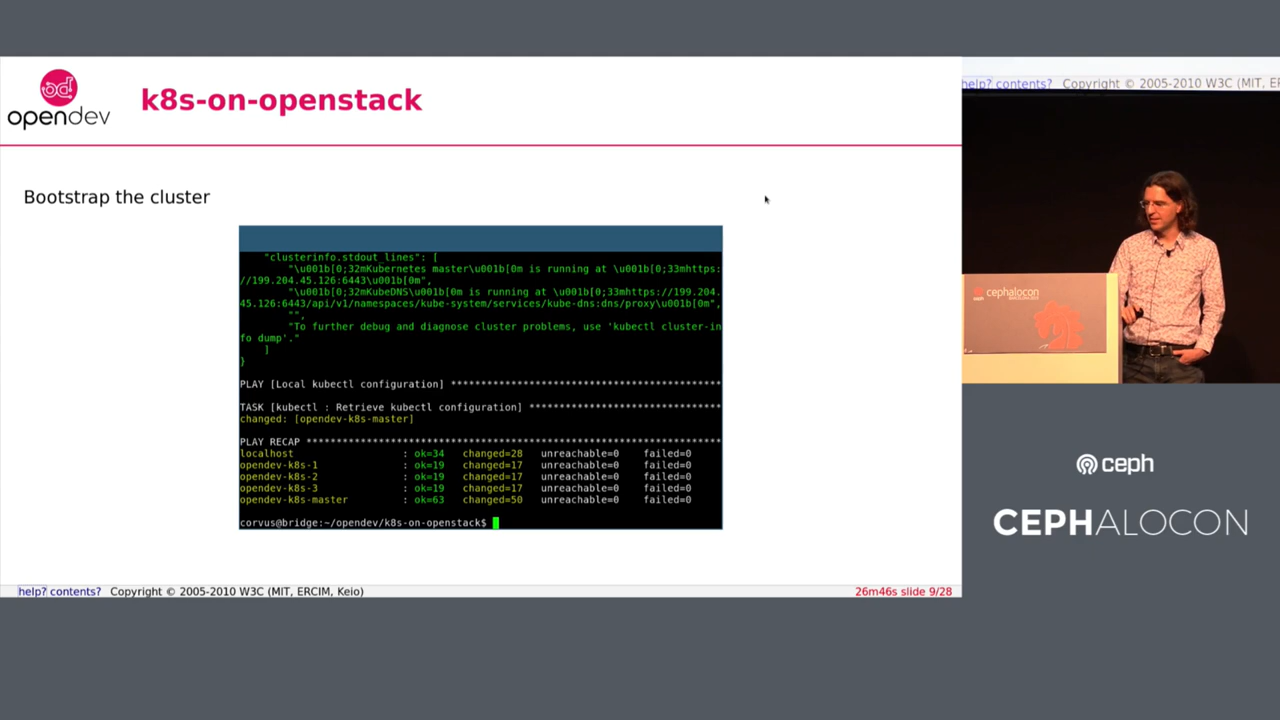 opendev
k8s-on-openstack
Bootstrap the cluster
"clusterinfo.stdout_lines": [
"\u001b[0;32mKubernetes master\u001b[0m is running at \u001b[0;33mhttps:
//199.204.45.126:6443\u001b[0m",
"\u001b[0;32mKubeDNS\u001b[0m is running at \u001b[0;33mhttps://199.204.
45.126:6443/api/v1/namespaces/kube-system/services/kube-dns:dns/proxy\u001b[0m",
"",
"To further debug and diagnose cluster problems, use 'kubectl cluster-in
fo dump'."
]
}
PLAY [Local kubectl configuration] **********************************************
TASK [kubectl : Retrieve kubectl configuration] *********************************
changed: [opendev-k8s-master]
PLAY RECAP **********************************************************************
localhost : ok=34 changed=28 unreachable=0 failed=0
opendev-k8s-1 : ok=19 changed=17 unreachable=0 failed=0
opendev-k8s-2 : ok=19 changed=17 unreachable=0 failed=0
opendev-k8s-3 : ok=19 changed=17 unreachable=0 failed=0
opendev-k8s-master : ok=63 changed=50 unreachable=0 failed=0
corvus@bridge:~/opendev/k8s-on-openstack$
help? contents? Copyright © 2005-2010 W3C (MIT, ERCIM, Keio)
26m46s slide 9/28
help? contents? Copyright © 2005-2010 W3C (MIT, ER
cephalocon
ceph
CEPHALOCON